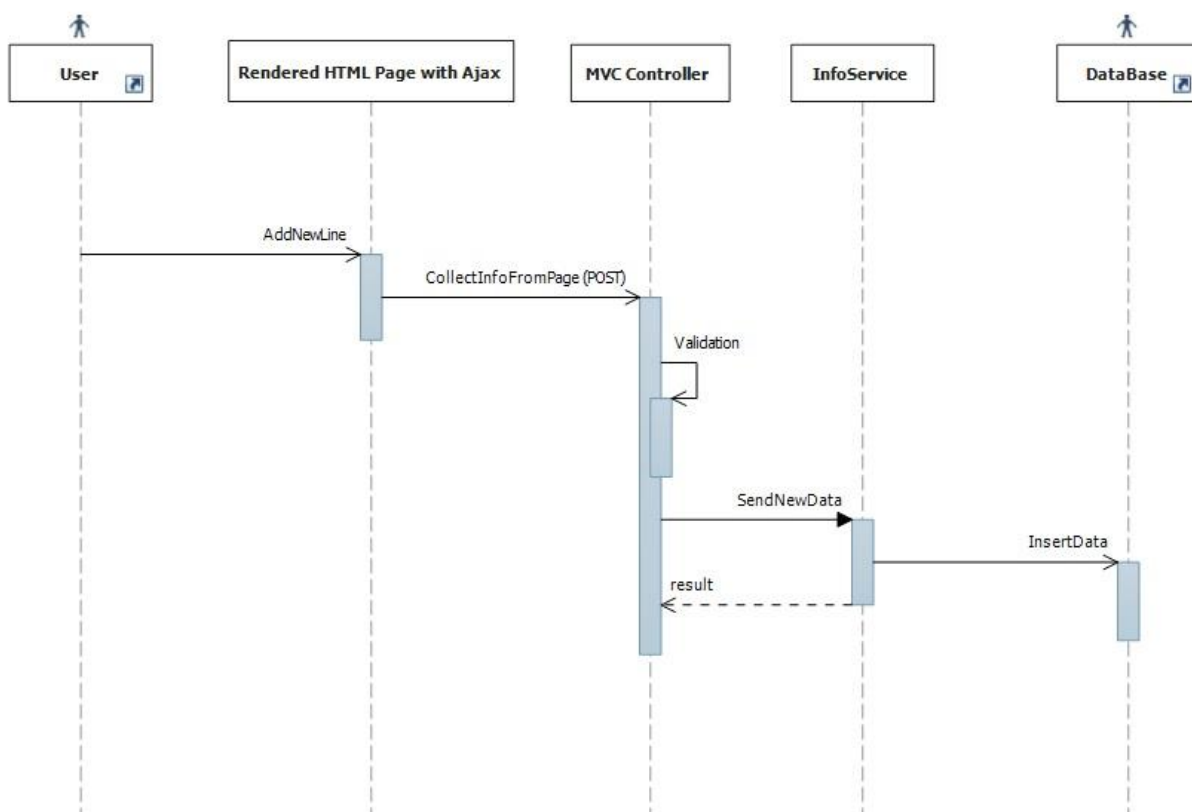 User
Rendered HTML Page with Ajax
MVC Controller
InfoService
DataBase
AddNewLine
CollectInfoFromPage (POST)
Validation
SendNewData
InsertData
result